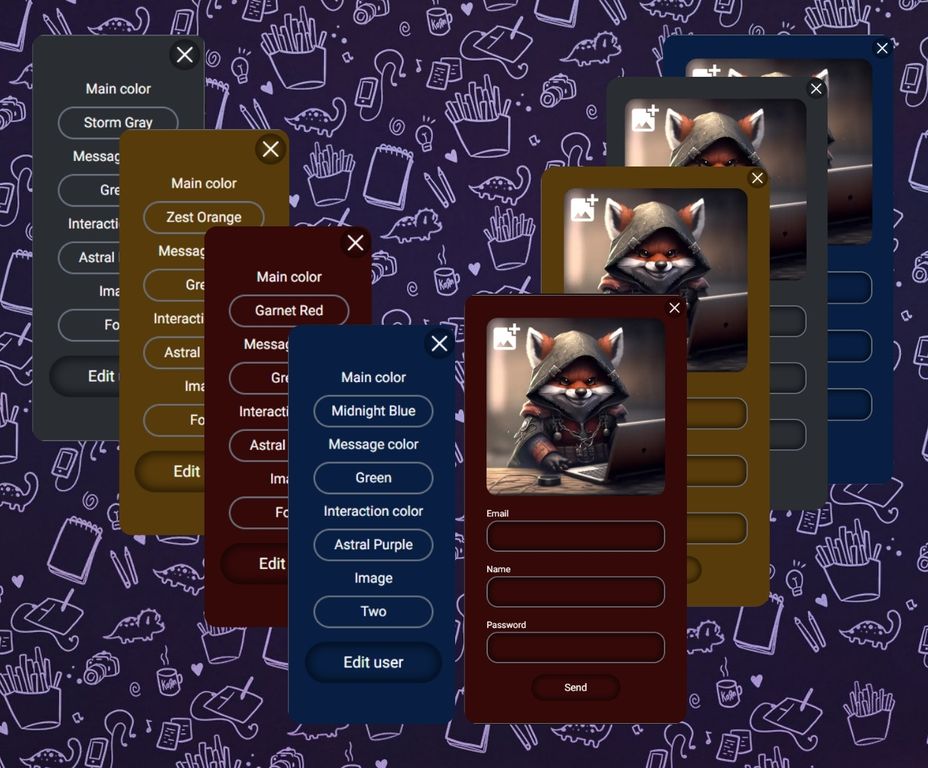 Main color
Storm Gray
Messag
Gre
Interacti
Astral
Ima
Fo
Edit
Main color
Zest Orange
Messag
Gre
Interacti
Astral
Ima
Fo
Edit
Main color
Garnet Red
Messag
Gre
Interacti
Astral
Ima
Fo
Edit
Main color
Midnight Blue
Message color
Green
Interaction color
Astral Purple
Image
Two
Edit user
Email
Name
Password
Send